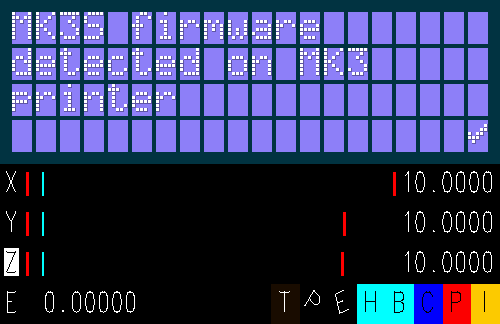 MK3S firmware
detected on MK3
printer
✓
X 10.0000
Y 10.0000
Z 10.0000
E 0.00000 T P E H B C P I